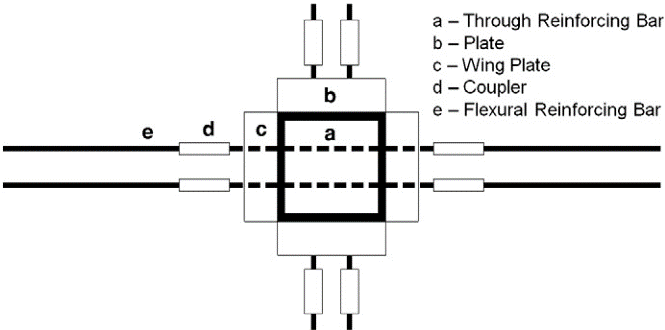 a – Through Reinforcing Bar
b – Plate
c – Wing Plate
d – Coupler
e – Flexural Reinforcing Bar
b
e d c a